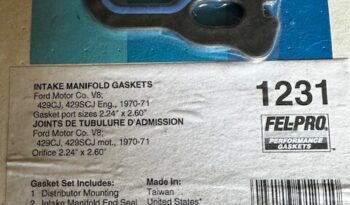 INTAKE MANIFOLD GASKETS
Ford Motor Co. V8;
429CJ, 429SCJ Eng., 1970-71
Gasket port sizes 2.24" x 2.60"
JOINTS DE TUBULURE D'ADMISSION
Ford Motor Co. V8;
429CJ, 429SCJ mot., 1970-71
Orifice 2.24" x 2.60"
1231
FEL-PRO
PERFORMANCE
GASKETS
Gasket Set Includes:
1 Distributor Mounting
2 Intake Manifold End Seal
Made in:
Taiwan
United States*